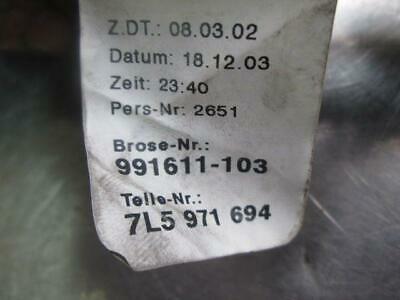 Z.DT.: 08.03.02
Datum: 18.12.03
Zeit: 23:40
Pers-Nr: 2651
Brose-Nr.:
991611-103
Teile-Nr.:
7L5 971 694